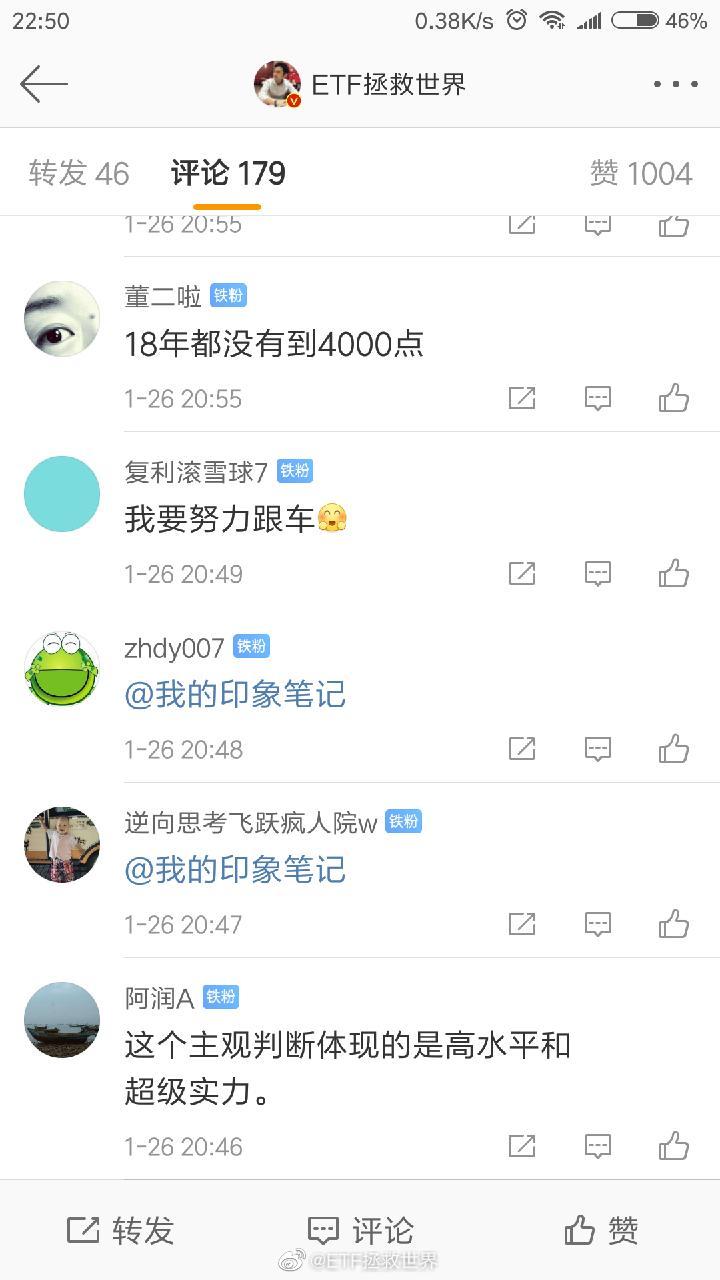 22:50 0.38K/s 46%
ETF拯救世界
转发 46 评论 179 赞 1004
1-26 20:55
董二啦 铁粉
18年都没有到4000点
1-26 20:55
复利滚雪球7 铁粉
我要努力跟车🤗
1-26 20:49
zhdy007 铁粉
@我的印象笔记
1-26 20:48
逆向思考飞跃疯人院w 铁粉
@我的印象笔记
1-26 20:47
阿润A 铁粉
这个主观判断体现的是高水平和
超级实力。
1-26 20:46
转发 评论 赞
@ETF拯救世界